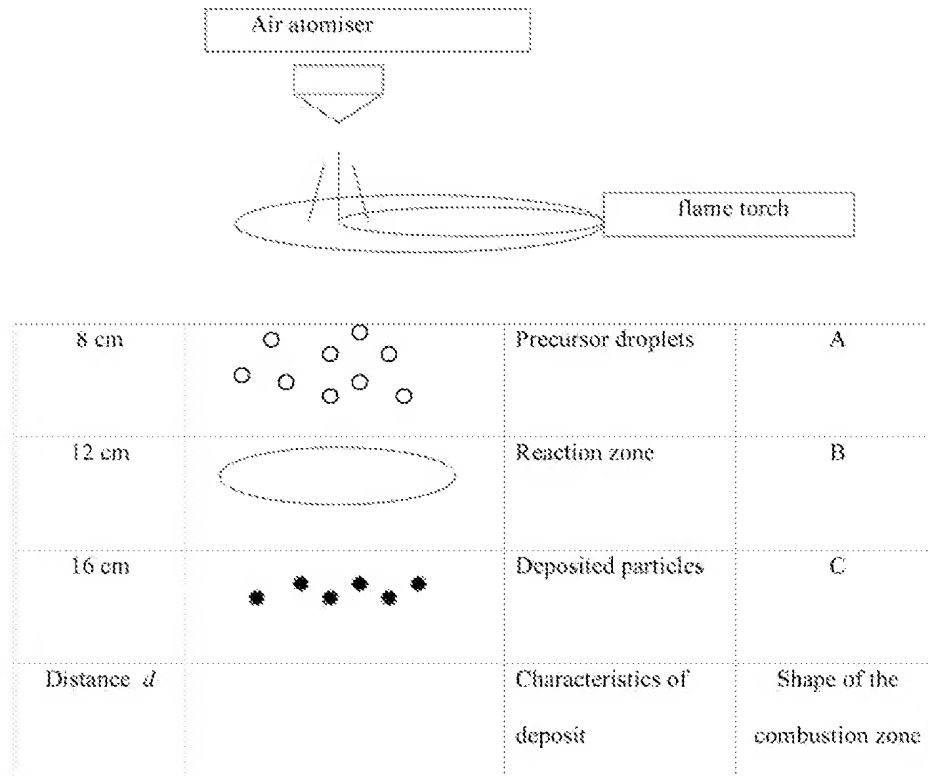 Air atomiser
flame torch
8 cm
Precursor droplets
A
12 cm
Reaction zone
B
16 cm
Deposited particles
C
Distance d
Characteristics of
deposit
Shape of the
combustion zone